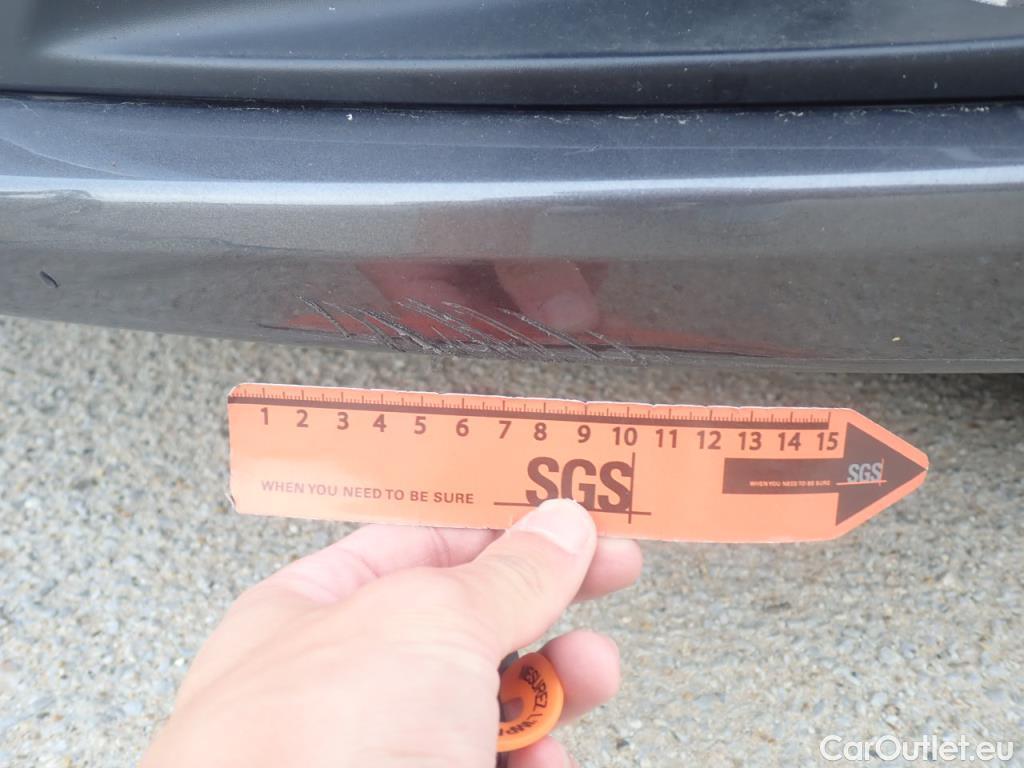 1 2 3 4 5 6 7 8 9 10 11 12 13 14 15
SGS
WHEN YOU NEED TO BE SURE
SGS
WHEN YOU NEED TO BE SURE
CarOutlet.eu